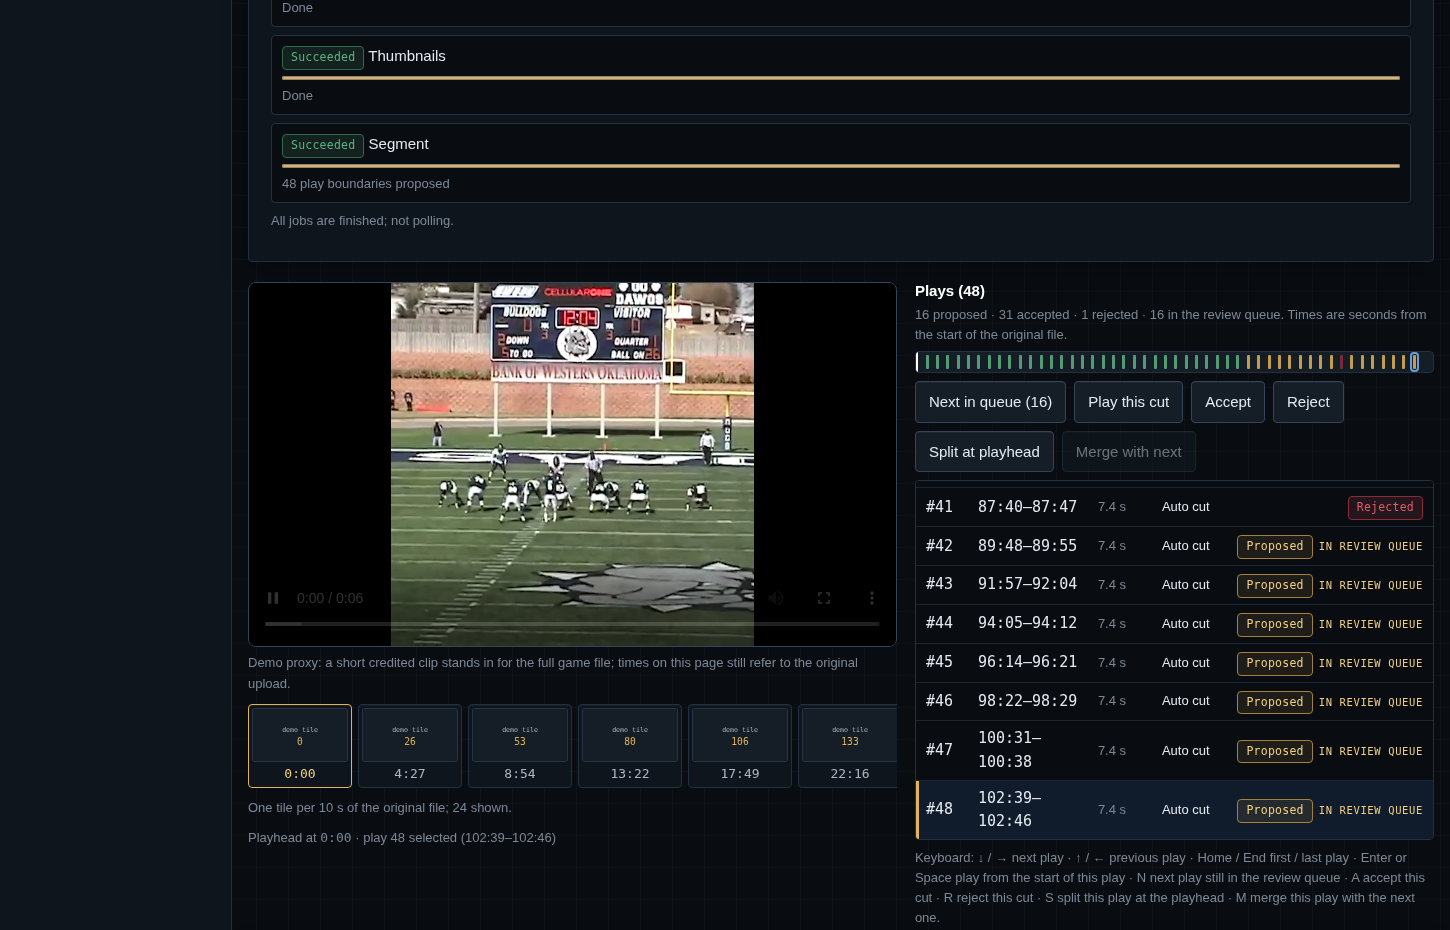 Done
Succeeded Thumbnails
Done
Succeeded Segment
48 play boundaries proposed
All jobs are finished; not polling.
CELLULARONE DAWGS
BULLDOGS 12:04 VISITOR
DOWN QUARTER
TO GO BALL ON
BANK OF WESTERN OKLAHOMA
0:00 / 0:06
Demo proxy: a short credited clip stands in for the full game file; times on this page still refer to the original
upload.
demo tile demo tile demo tile demo tile demo tile demo tile
0 26 53 80 106 133
0:00 4:27 8:54 13:22 17:49 22:16
One tile per 10 s of the original file; 24 shown.
Playhead at 0:00 · play 48 selected (102:39–102:46)
Plays (48)
16 proposed · 31 accepted · 1 rejected · 16 in the review queue. Times are seconds from
the start of the original file.
Next in queue (16) Play this cut Accept Reject
Split at playhead Merge with next
#41 87:40–87:47 7.4 s Auto cut Rejected
#42 89:48–89:55 7.4 s Auto cut Proposed IN REVIEW QUEUE
#43 91:57–92:04 7.4 s Auto cut Proposed IN REVIEW QUEUE
#44 94:05–94:12 7.4 s Auto cut Proposed IN REVIEW QUEUE
#45 96:14–96:21 7.4 s Auto cut Proposed IN REVIEW QUEUE
#46 98:22–98:29 7.4 s Auto cut Proposed IN REVIEW QUEUE
#47 100:31–
100:38 7.4 s Auto cut Proposed IN REVIEW QUEUE
#48 102:39–
102:46 7.4 s Auto cut Proposed IN REVIEW QUEUE
Keyboard: ↓ / → next play · ↑ / ← previous play · Home / End first / last play · Enter or
Space play from the start of this play · N next play still in the review queue · A accept this
cut · R reject this cut · S split this play at the playhead · M merge this play with the next
one.